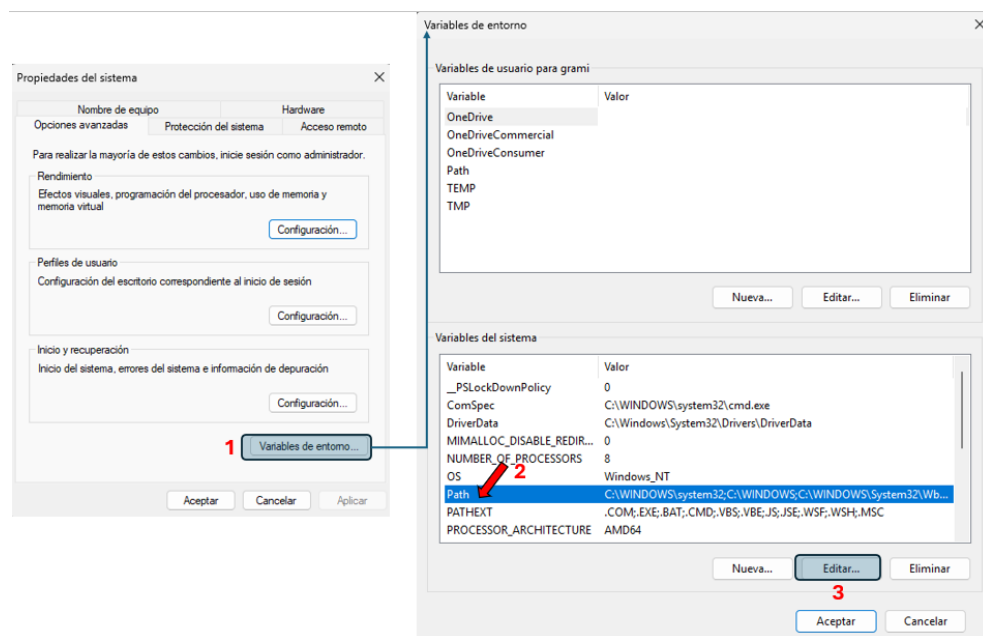 Propiedades del sistema
Nombre de equipo Hardware
Opciones avanzadas Protección del sistema Acceso remoto
Para realizar la mayoría de estos cambios, inicie sesión como administrador.
Rendimiento
Efectos visuales, programación del procesador, uso de memoria y
memoria virtual
Configuración...
Perfiles de usuario
Configuración del escritorio correspondiente al inicio de sesión
Configuración...
Inicio y recuperación
Inicio del sistema, errores del sistema e información de depuración
Configuración...
1 Variables de entorno...
Aceptar Cancelar Aplicar
Variables de entorno
Variables de usuario para grami
Variable Valor
OneDrive
OneDriveCommercial
OneDriveConsumer
Path
TEMP
TMP
Nueva... Editar... Eliminar
Variables del sistema
Variable Valor
__PSLockDownPolicy 0
ComSpec C:\WINDOWS\system32\cmd.exe
DriverData C:\Windows\System32\Drivers\DriverData
MIMALLOC_DISABLE_REDIR... 0
NUMBER_OF_PROCESSORS 8
2
OS Windows_NT
Path C:\WINDOWS\system32;C:\WINDOWS;C:\WINDOWS\System32\Wb...
PATHEXT .COM;.EXE;.BAT;.CMD;.VBS;.VBE;.JS;.JSE;.WSF;.WSH;.MSC
PROCESSOR_ARCHITECTURE AMD64
Nueva... Editar... Eliminar
3
Aceptar Cancelar